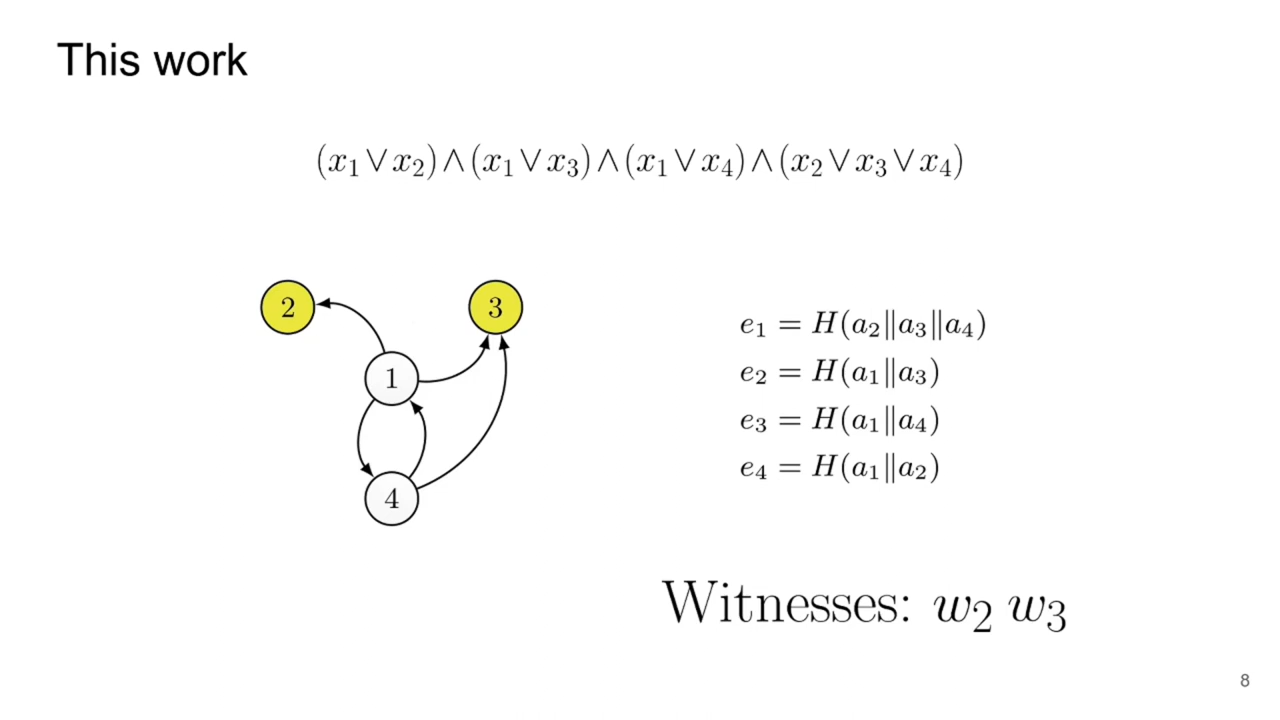 This work
(x₁ ∨ x₂) ∧ (x₁ ∨ x₃) ∧ (x₁ ∨ x₄) ∧ (x₂ ∨ x₃ ∨ x₄)
2
3
1
4
e₁ = H(a₂‖a₃‖a₄)
e₂ = H(a₁‖a₃)
e₃ = H(a₁‖a₄)
e₄ = H(a₁‖a₂)
Witnesses: w₂ w₃
8